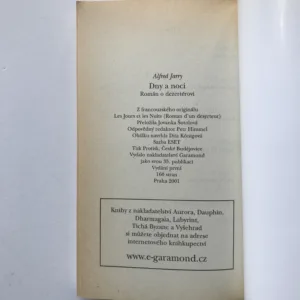 Alfred Jarry
Dny a noci
Román o dezertérovi
Z francouzského originálu
Les Jours et les Nuits (Roman d'un déserteur)
Přeložila Jovanka Šotolová
Odpovědný redaktor Petr Himmel
Obálku navrhla Dita Krňigová
Sazba ESET
Tisk Protisk, České Budějovice
Vydalo nakladatelství Garamond
jako svou 35. publikaci
Vydání první
160 stran
Praha 2001
Knihy z nakladatelství Aurora, Dauphin,
Dharmagaia, Labyrint,
Tichá Byzanc a Vyšehrad
si můžete objednat na adrese
internetového knihkupectví
www.e-garamond.cz